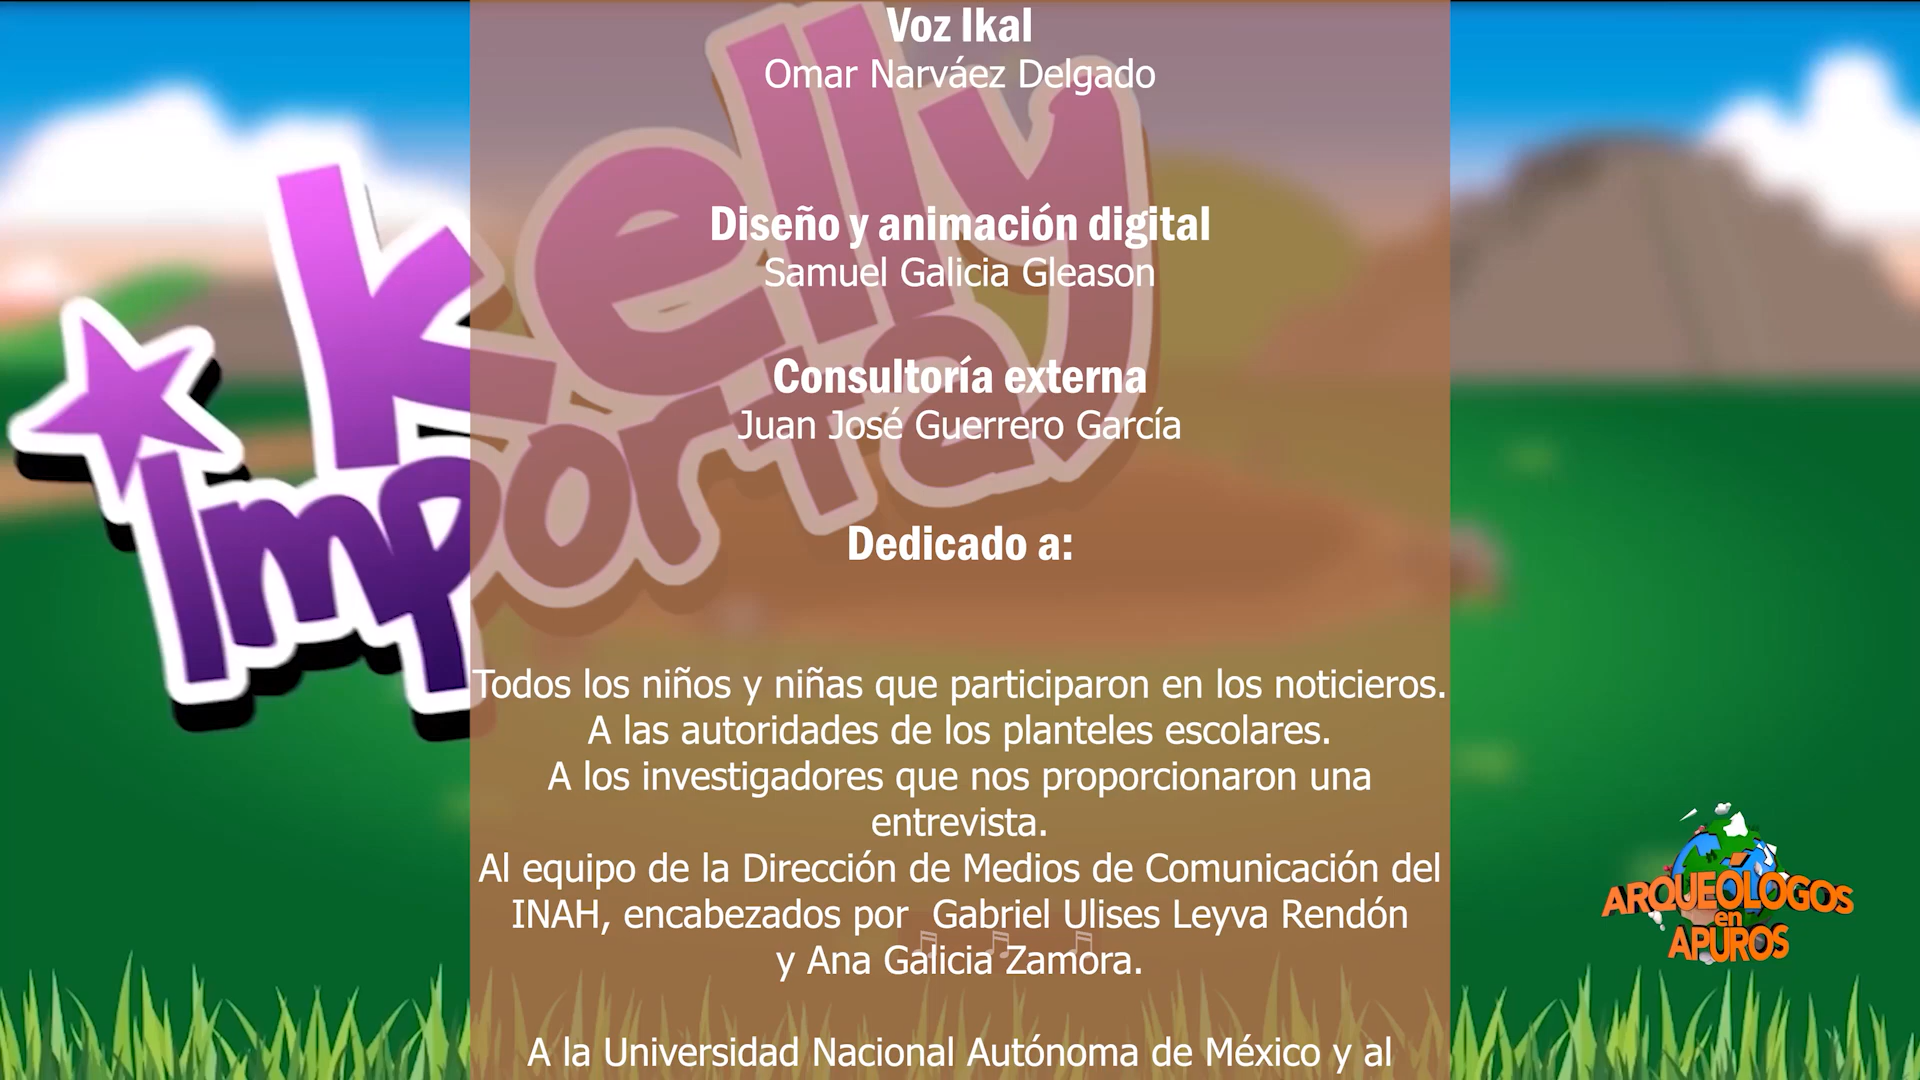 Voz Ikal
Omar Narváez Delgado
Diseño y animación digital
Samuel Galicia Gleason
Consultoría externa
Juan José Guerrero García
Dedicado a:
Todos los niños y niñas que participaron en los noticieros.
A las autoridades de los planteles escolares.
A los investigadores que nos proporcionaron una
entrevista.
Al equipo de la Dirección de Medios de Comunicación del
INAH, encabezados por  Gabriel Ulises Leyva Rendón
y Ana Galicia Zamora.
A la Universidad Nacional Autónoma de México y al
Kelly
Importa
ARQUEÓLOGOS
en
APUROS